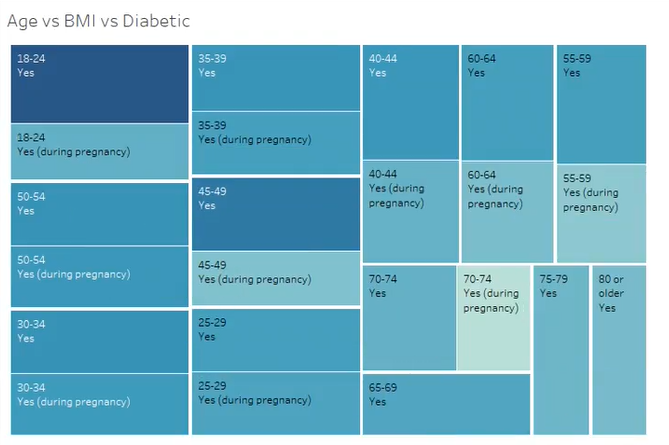 Age vs BMI vs Diabetic
18-24
Yes
18-24
Yes (during pregnancy)
50-54
Yes
50-54
Yes (during pregnancy)
30-34
Yes
30-34
Yes (during pregnancy)
35-39
Yes
35-39
Yes (during pregnancy)
45-49
Yes
45-49
Yes (during pregnancy)
25-29
Yes
25-29
Yes (during pregnancy)
40-44
Yes
40-44
Yes (during
pregnancy)
60-64
Yes
60-64
Yes (during
pregnancy)
55-59
Yes
55-59
Yes (during
pregnancy)
70-74
Yes
70-74
Yes (during
pregnancy)
65-69
Yes
75-79
Yes
80 or
older
Yes